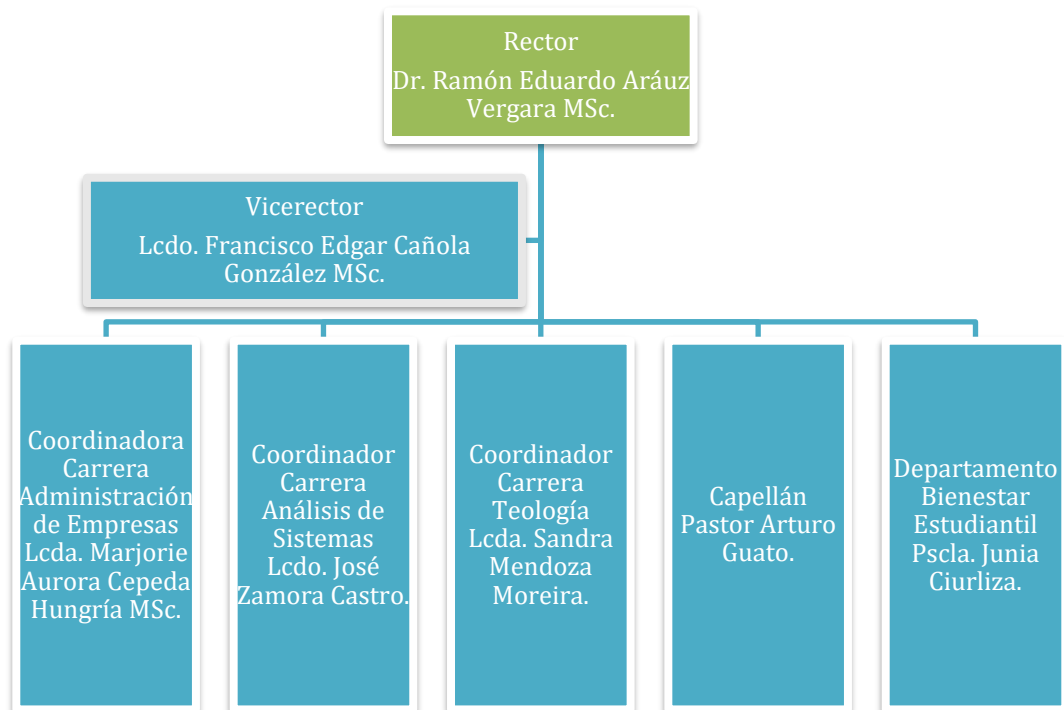 Rector
Dr. Ramón Eduardo Aráuz
Vergara MSc.
Vicerector
Lcdo. Francisco Edgar Cañola
González MSc.
Coordinadora
Carrera
Administración
de Empresas
Lcda. Marjorie
Aurora Cepeda
Hungría MSc.
Coordinador
Carrera
Análisis de
Sistemas
Lcdo. José
Zamora Castro.
Coordinador
Carrera
Teología
Lcda. Sandra
Mendoza
Moreira.
Capellán
Pastor Arturo
Guato.
Departamento
Bienestar
Estudiantil
Pscla. Junia
Ciurliza.